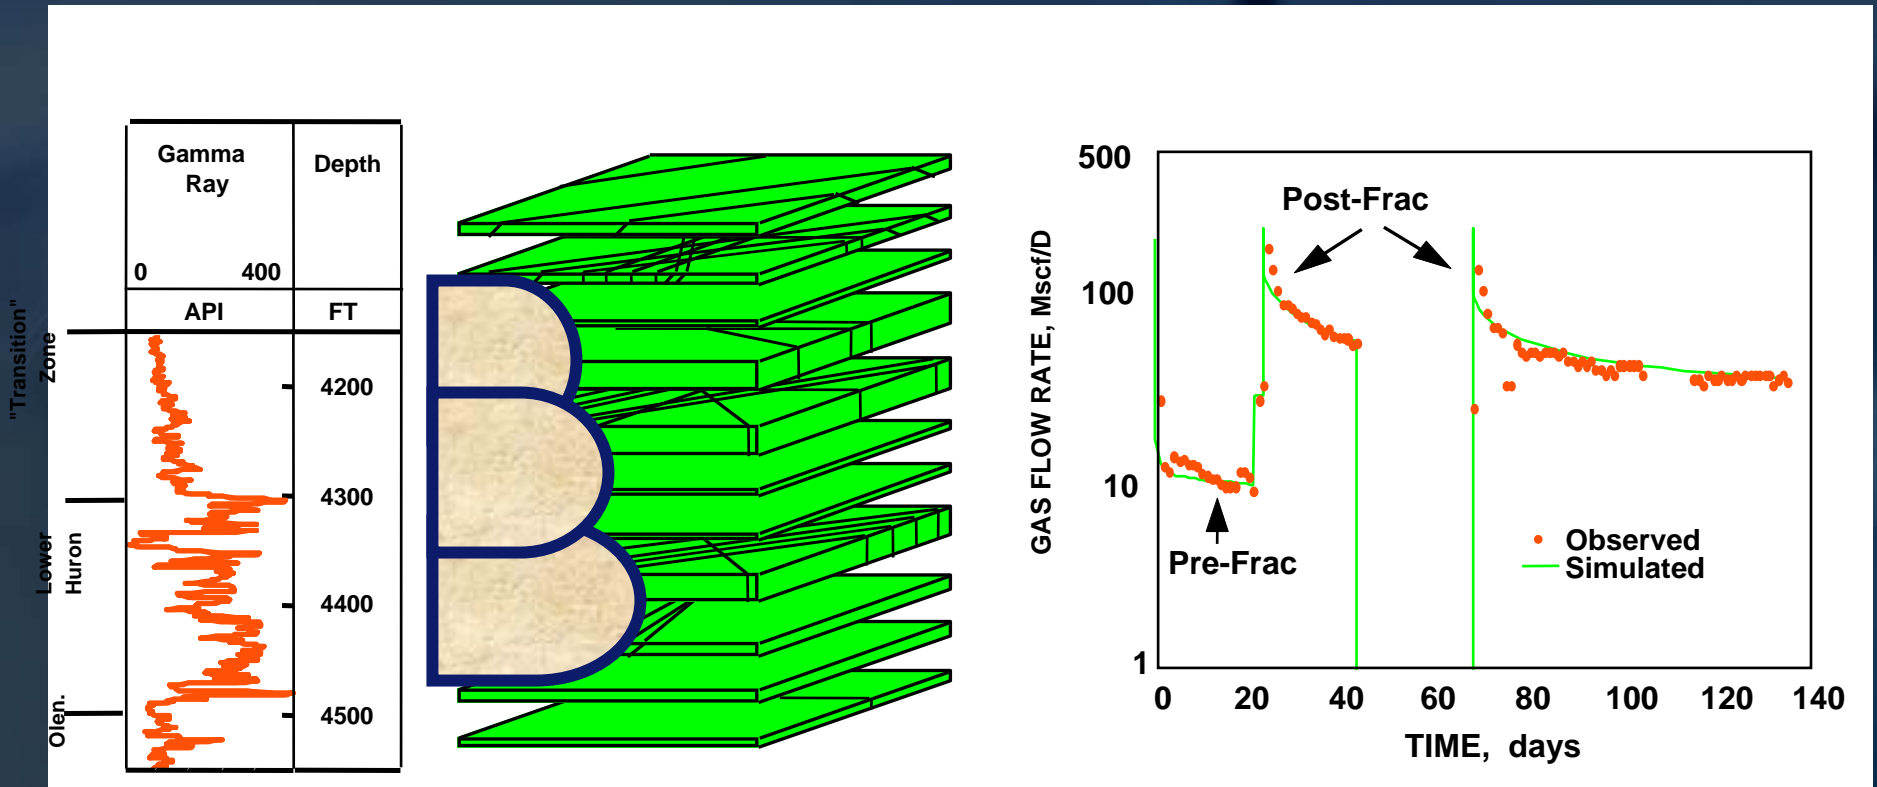 Gamma
Ray
Depth
0 400
API
FT
"Transition"
Zone
Lower
Huron
Olen.
4200
4300
4400
4500
500
100
10
1
GAS FLOW RATE, Mscf/D
Post-Frac
Pre-Frac
Observed
Simulated
0 20 40 60 80 100 120 140
TIME, days